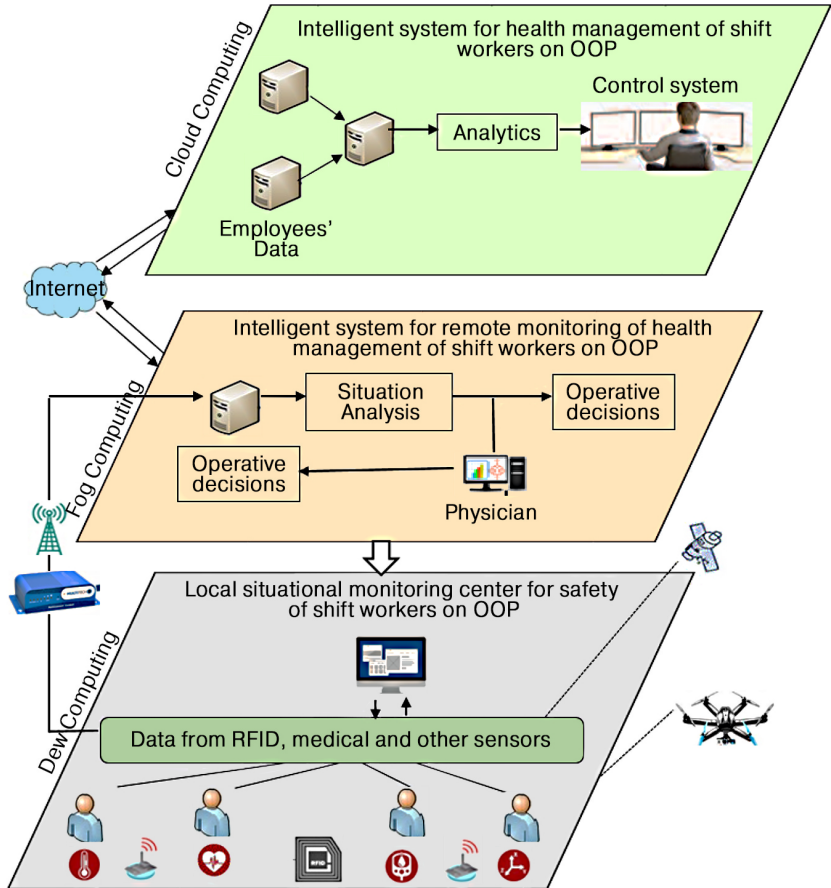 Intelligent system for health management of shift
workers on OOP
Control system
Cloud Computing
Analytics
Employees'
Data
Internet
Intelligent system for remote monitoring of health
management of shift workers on OOP
Fog Computing
Situation
Analysis
Operative
decisions
Operative
decisions
Physician
Local situational monitoring center for safety
of shift workers on OOP
Dew Computing
Data from RFID, medical and other sensors
RFID